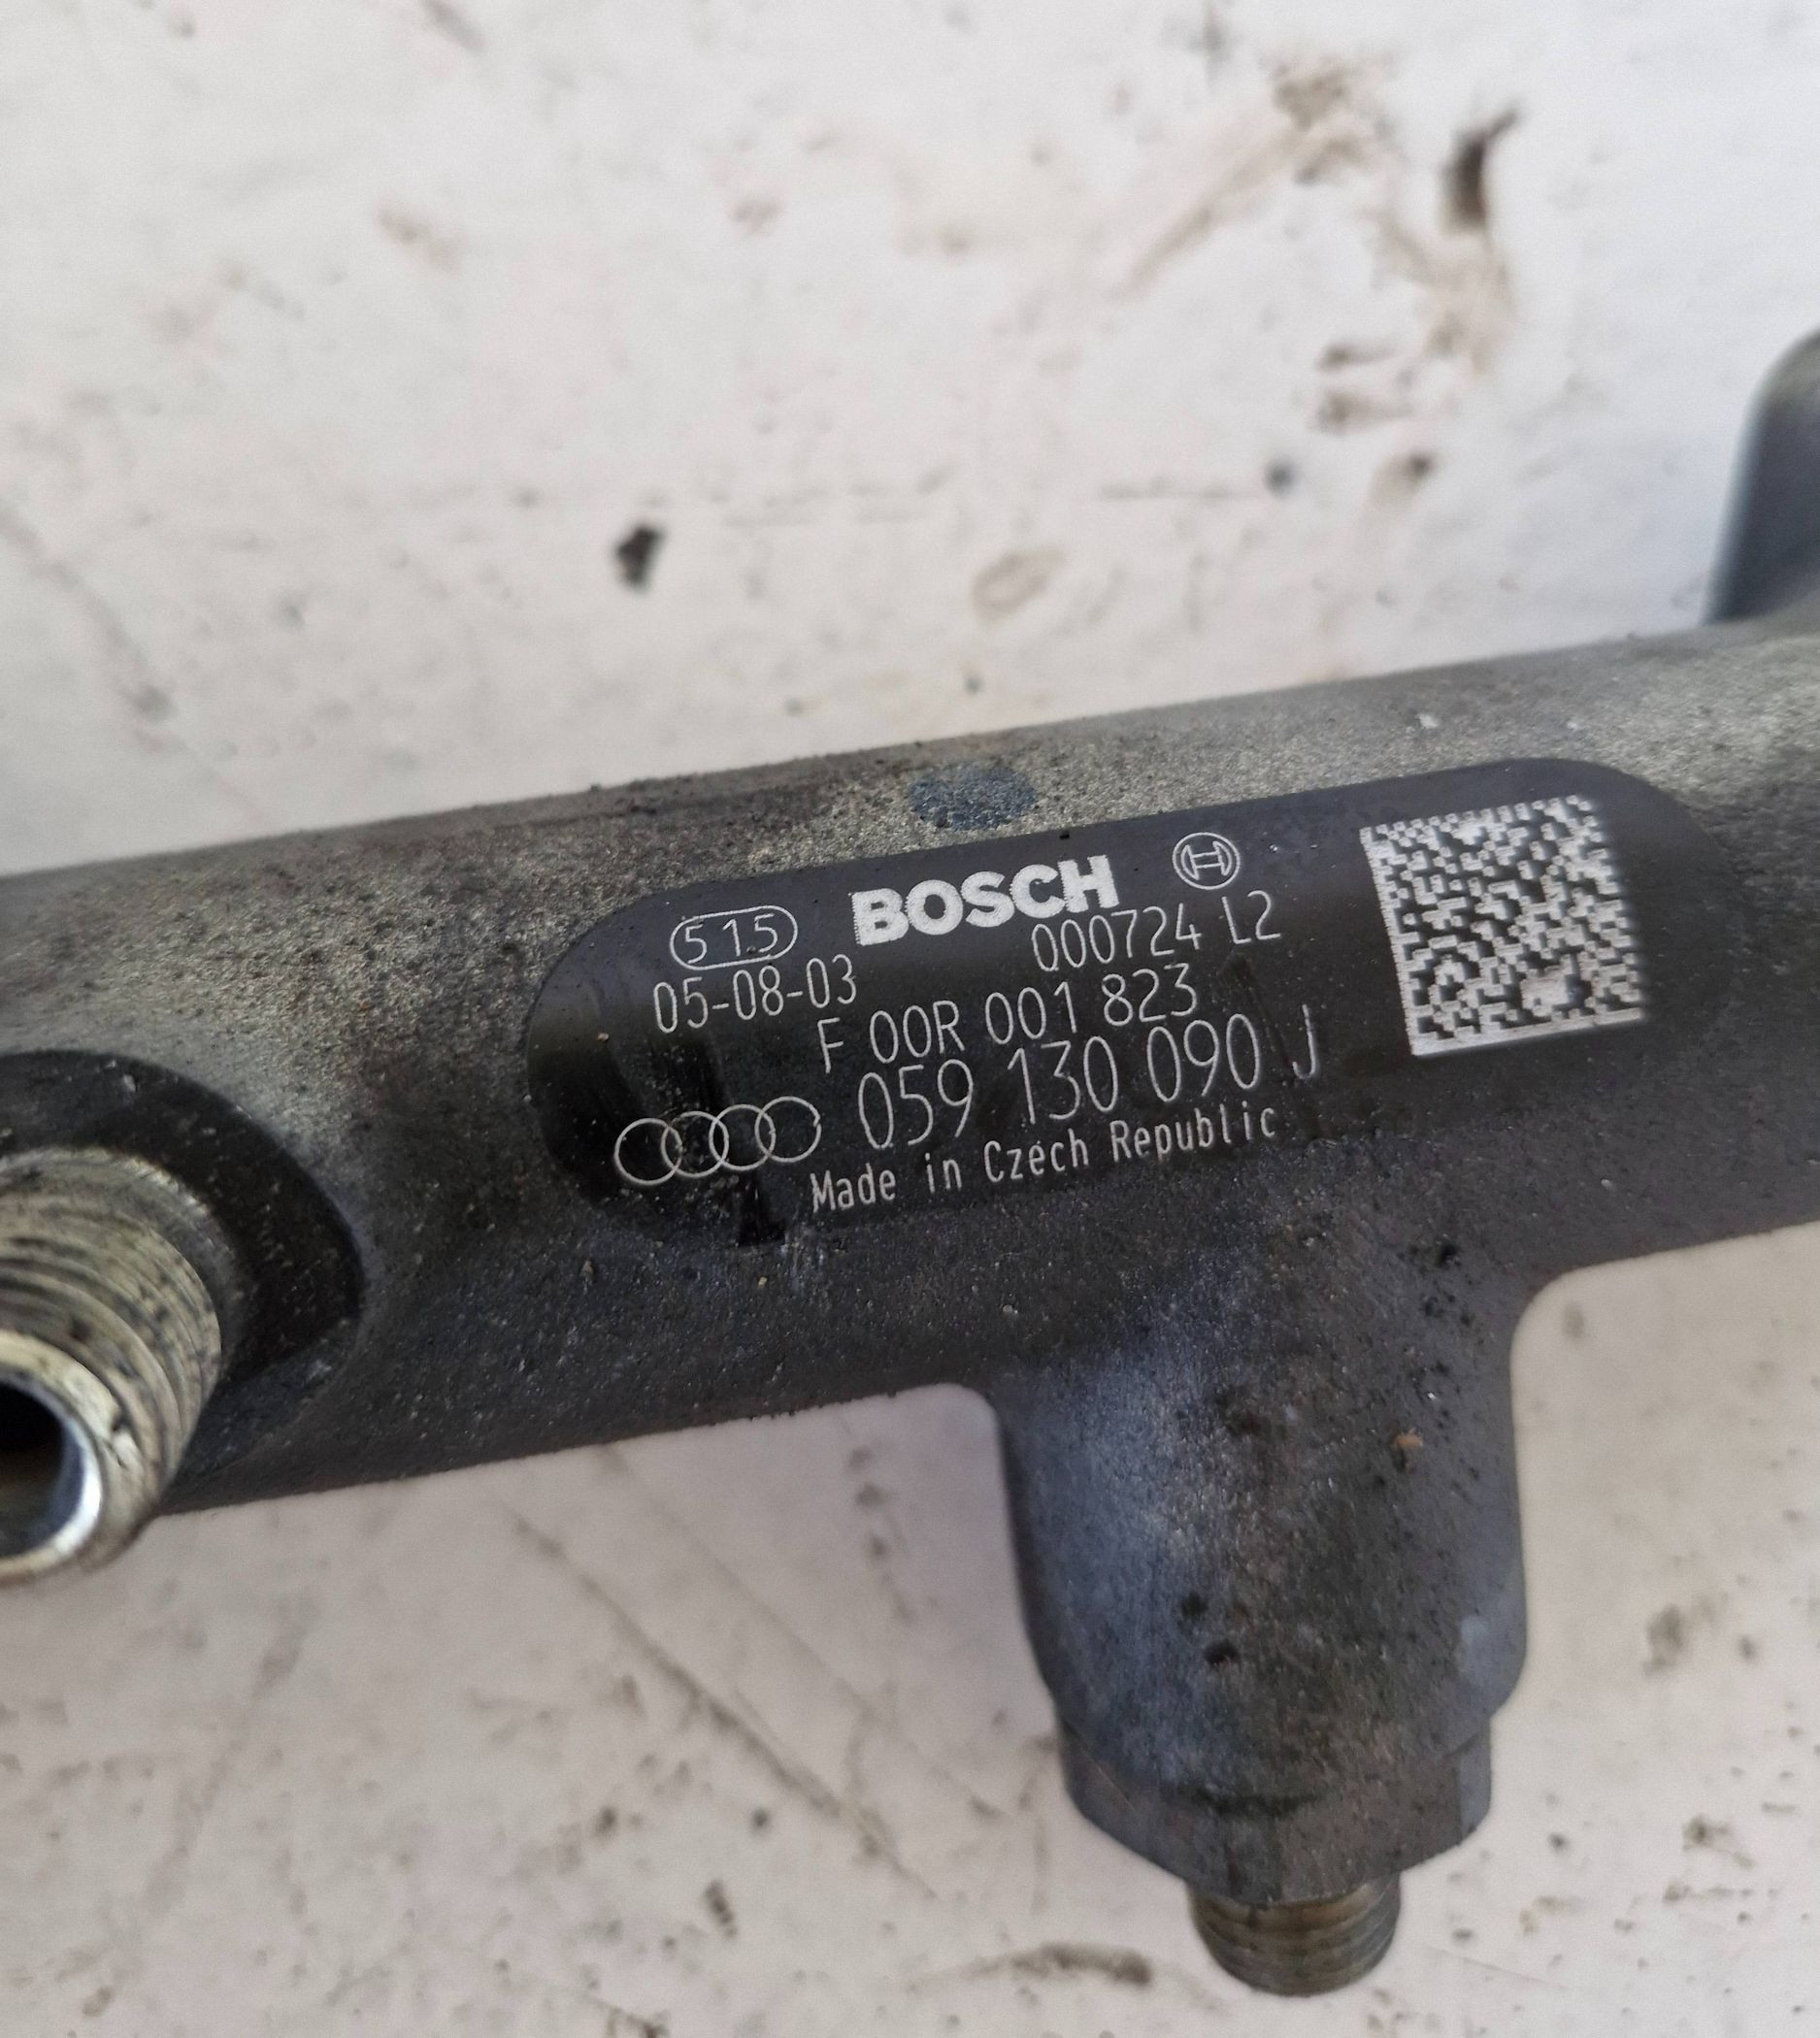 515 BOSCH
05-08-03 000724 L2
F 00R 001 823
059 130 090 J
Made in Czech Republic